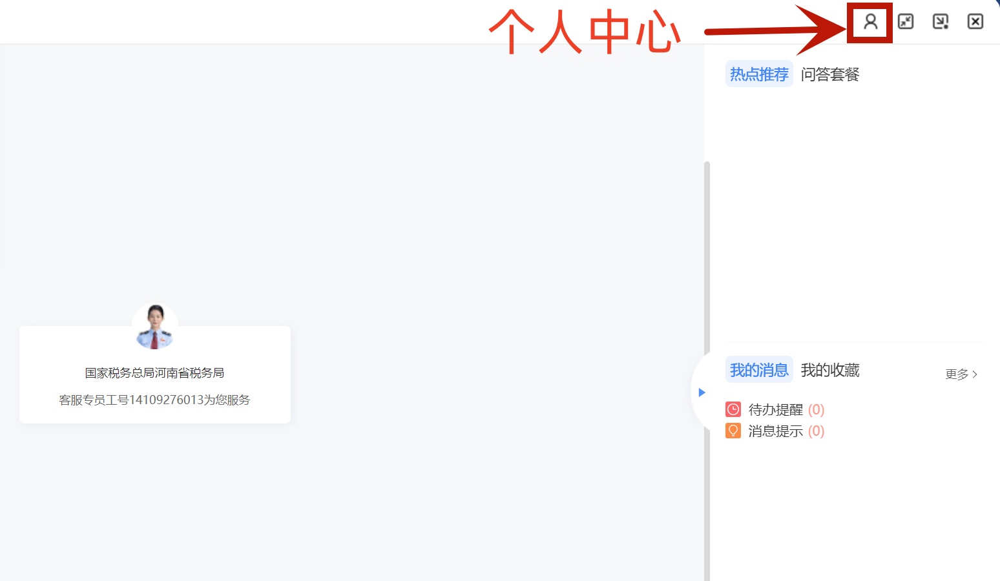 个人中心
热点推荐 问答套餐
国家税务总局河南省税务局
客服专员工号14109276013为您服务
我的消息 我的收藏 更多
待办提醒 (0)
消息提示 (0)